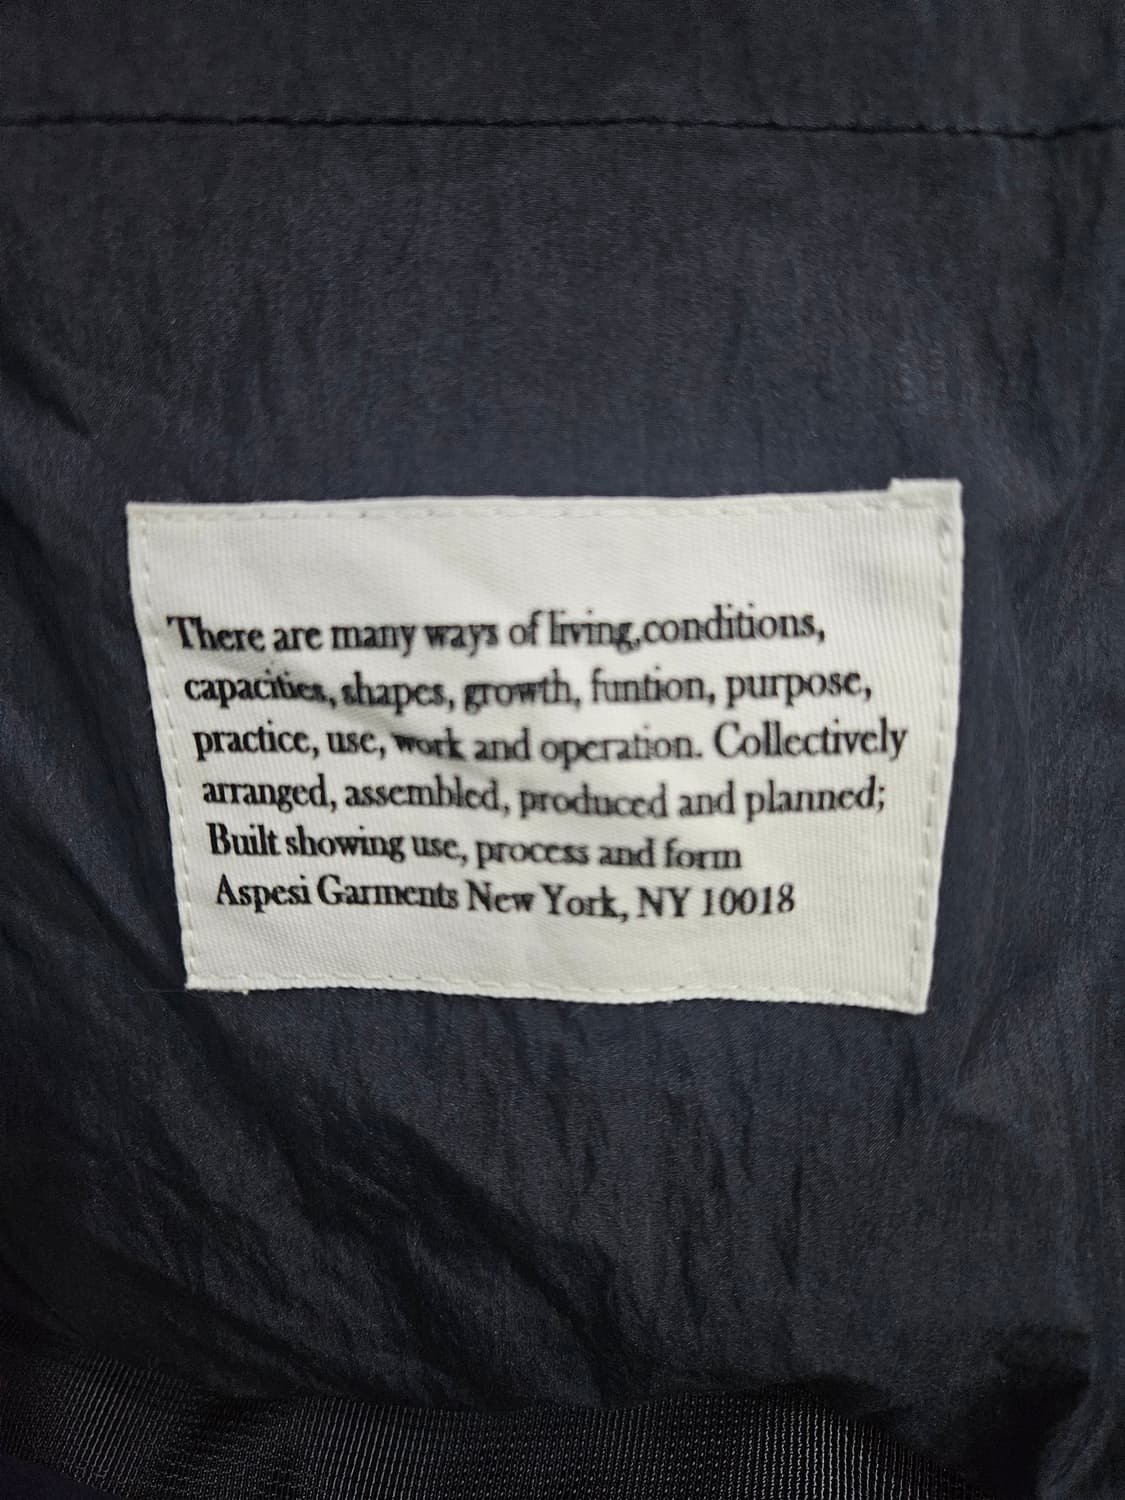 There are many ways of living,conditions,
capacities, shapes, growth, funtion, purpose,
practice, use, work and operation. Collectively
arranged, assembled, produced and planned;
Built showing use, process and form
Aspesi Garments New York, NY 10018